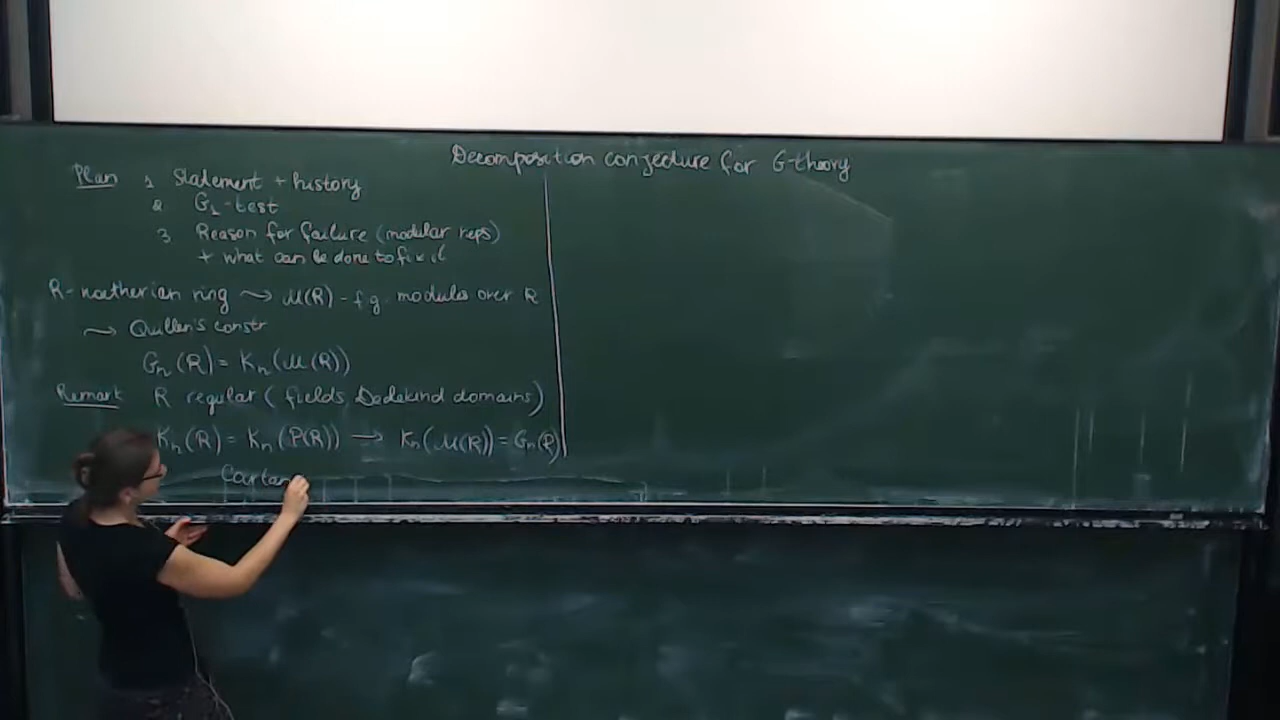 Decomposition conjecture for G-theory
Plan 1 Statement + history
2 G₁-test
3 Reason for failure (modular reps)
+ what can be done to fix it
R-noetherian ring ⤳ M(R) - f.g. modules over R
⤳ Quillen's constr
Gₙ(R) = Kₙ(M(R))
Remark R regular (fields Dedekind domains)
Kₙ(R) = Kₙ(P(R)) → Kₙ(M(R)) = Gₙ(R)
Cartan